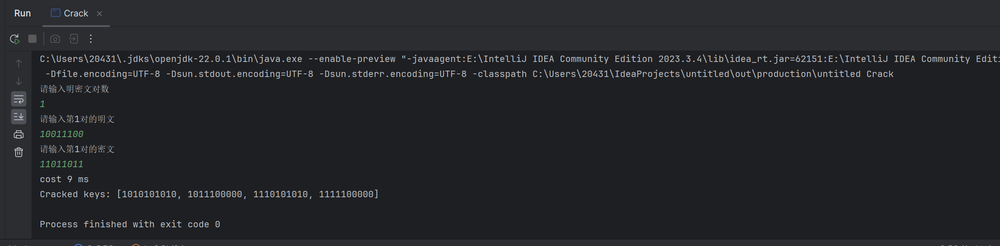 Run Crack
C:\Users\20431\.jdks\openjdk-22.0.1\bin\java.exe --enable-preview "-javaagent:E:\IntelliJ IDEA Community Edition 2023.3.4\lib\idea_rt.jar=62151:E:\IntelliJ IDEA Community Editi
-Dfile.encoding=UTF-8 -Dsun.stdout.encoding=UTF-8 -Dsun.stderr.encoding=UTF-8 -classpath C:\Users\20431\IdeaProjects\untitled\out\production\untitled Crack
请输入明密文对数
1
请输入第1对的明文
10011100
请输入第1对的密文
11011011
cost 9 ms
Cracked keys: [1010101010, 1011100000, 1110101010, 1111100000]
Process finished with exit code 0